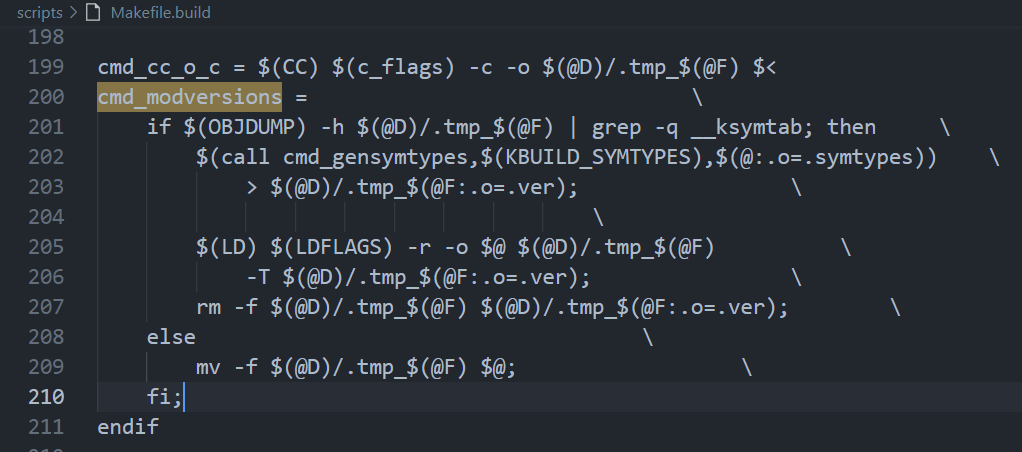 scripts > Makefile.build
198
199 cmd_cc_o_c = $(CC) $(c_flags) -c -o $(@D)/.tmp_$(@F) $<
200 cmd_modversions = \
201 if $(OBJDUMP) -h $(@D)/.tmp_$(@F) | grep -q __ksymtab; then \
202 $(call cmd_gensymtypes,$(KBUILD_SYMTYPES),$(@:.o=.symtypes)) \
203 > $(@D)/.tmp_$(@F:.o=.ver); \
204 \
205 $(LD) $(LDFLAGS) -r -o $@ $(@D)/.tmp_$(@F) \
206 -T $(@D)/.tmp_$(@F:.o=.ver); \
207 rm -f $(@D)/.tmp_$(@F) $(@D)/.tmp_$(@F:.o=.ver); \
208 else \
209 mv -f $(@D)/.tmp_$(@F) $@; \
210 fi;
211 endif